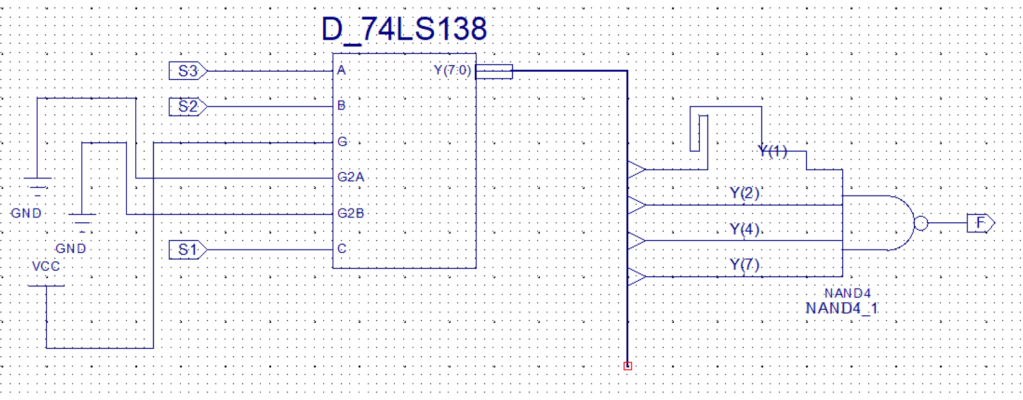 D_74LS138
S3
A
Y(7:0)
S2
B
G
Y(1)
G2A
Y(2)
GND
G2B
Y(4)
F
GND
S1
C
VCC
Y(7)
NAND4
NAND4_1